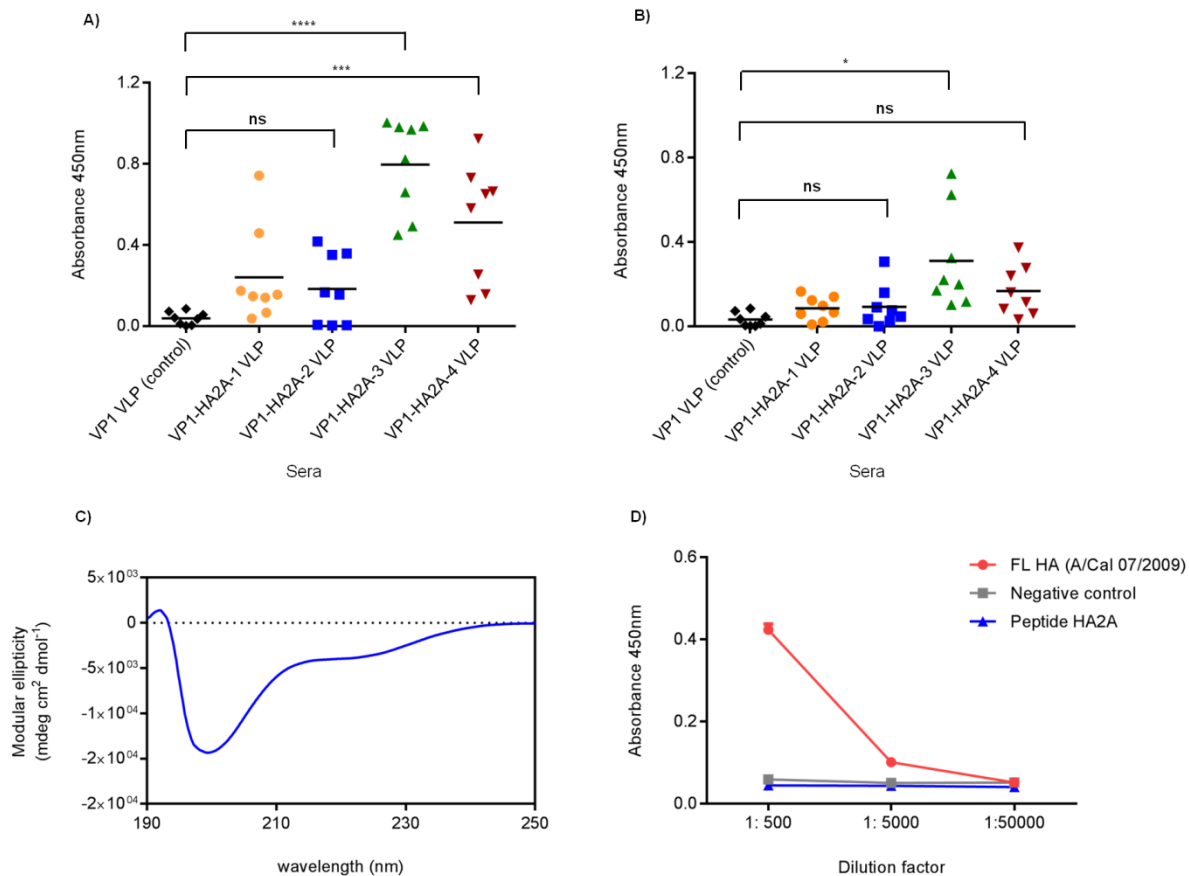 A)
****
***
ns
1.2
0.8
0.4
0.0
Absorbance 450nm
VP1 VLP (control)
VP1-HA2A-1 VLP
VP1-HA2A-2 VLP
VP1-HA2A-3 VLP
VP1-HA2A-4 VLP
Sera
B)
*
ns
ns
1.2
0.8
0.4
0.0
Absorbance 450nm
VP1 VLP (control)
VP1-HA2A-1 VLP
VP1-HA2A-2 VLP
VP1-HA2A-3 VLP
VP1-HA2A-4 VLP
Sera
C)
5×10⁰³
0
-5×10⁰³
-1×10⁰⁴
-2×10⁰⁴
-2×10⁰⁴
Modular ellipticity
(mdeg cm² dmol⁻¹)
190
210
230
250
wavelength (nm)
D)
0.6
0.4
0.2
0.0
Absorbance 450nm
FL HA (A/Cal 07/2009)
Negative control
Peptide HA2A
1: 500
1: 5000
1:50000
Dilution factor